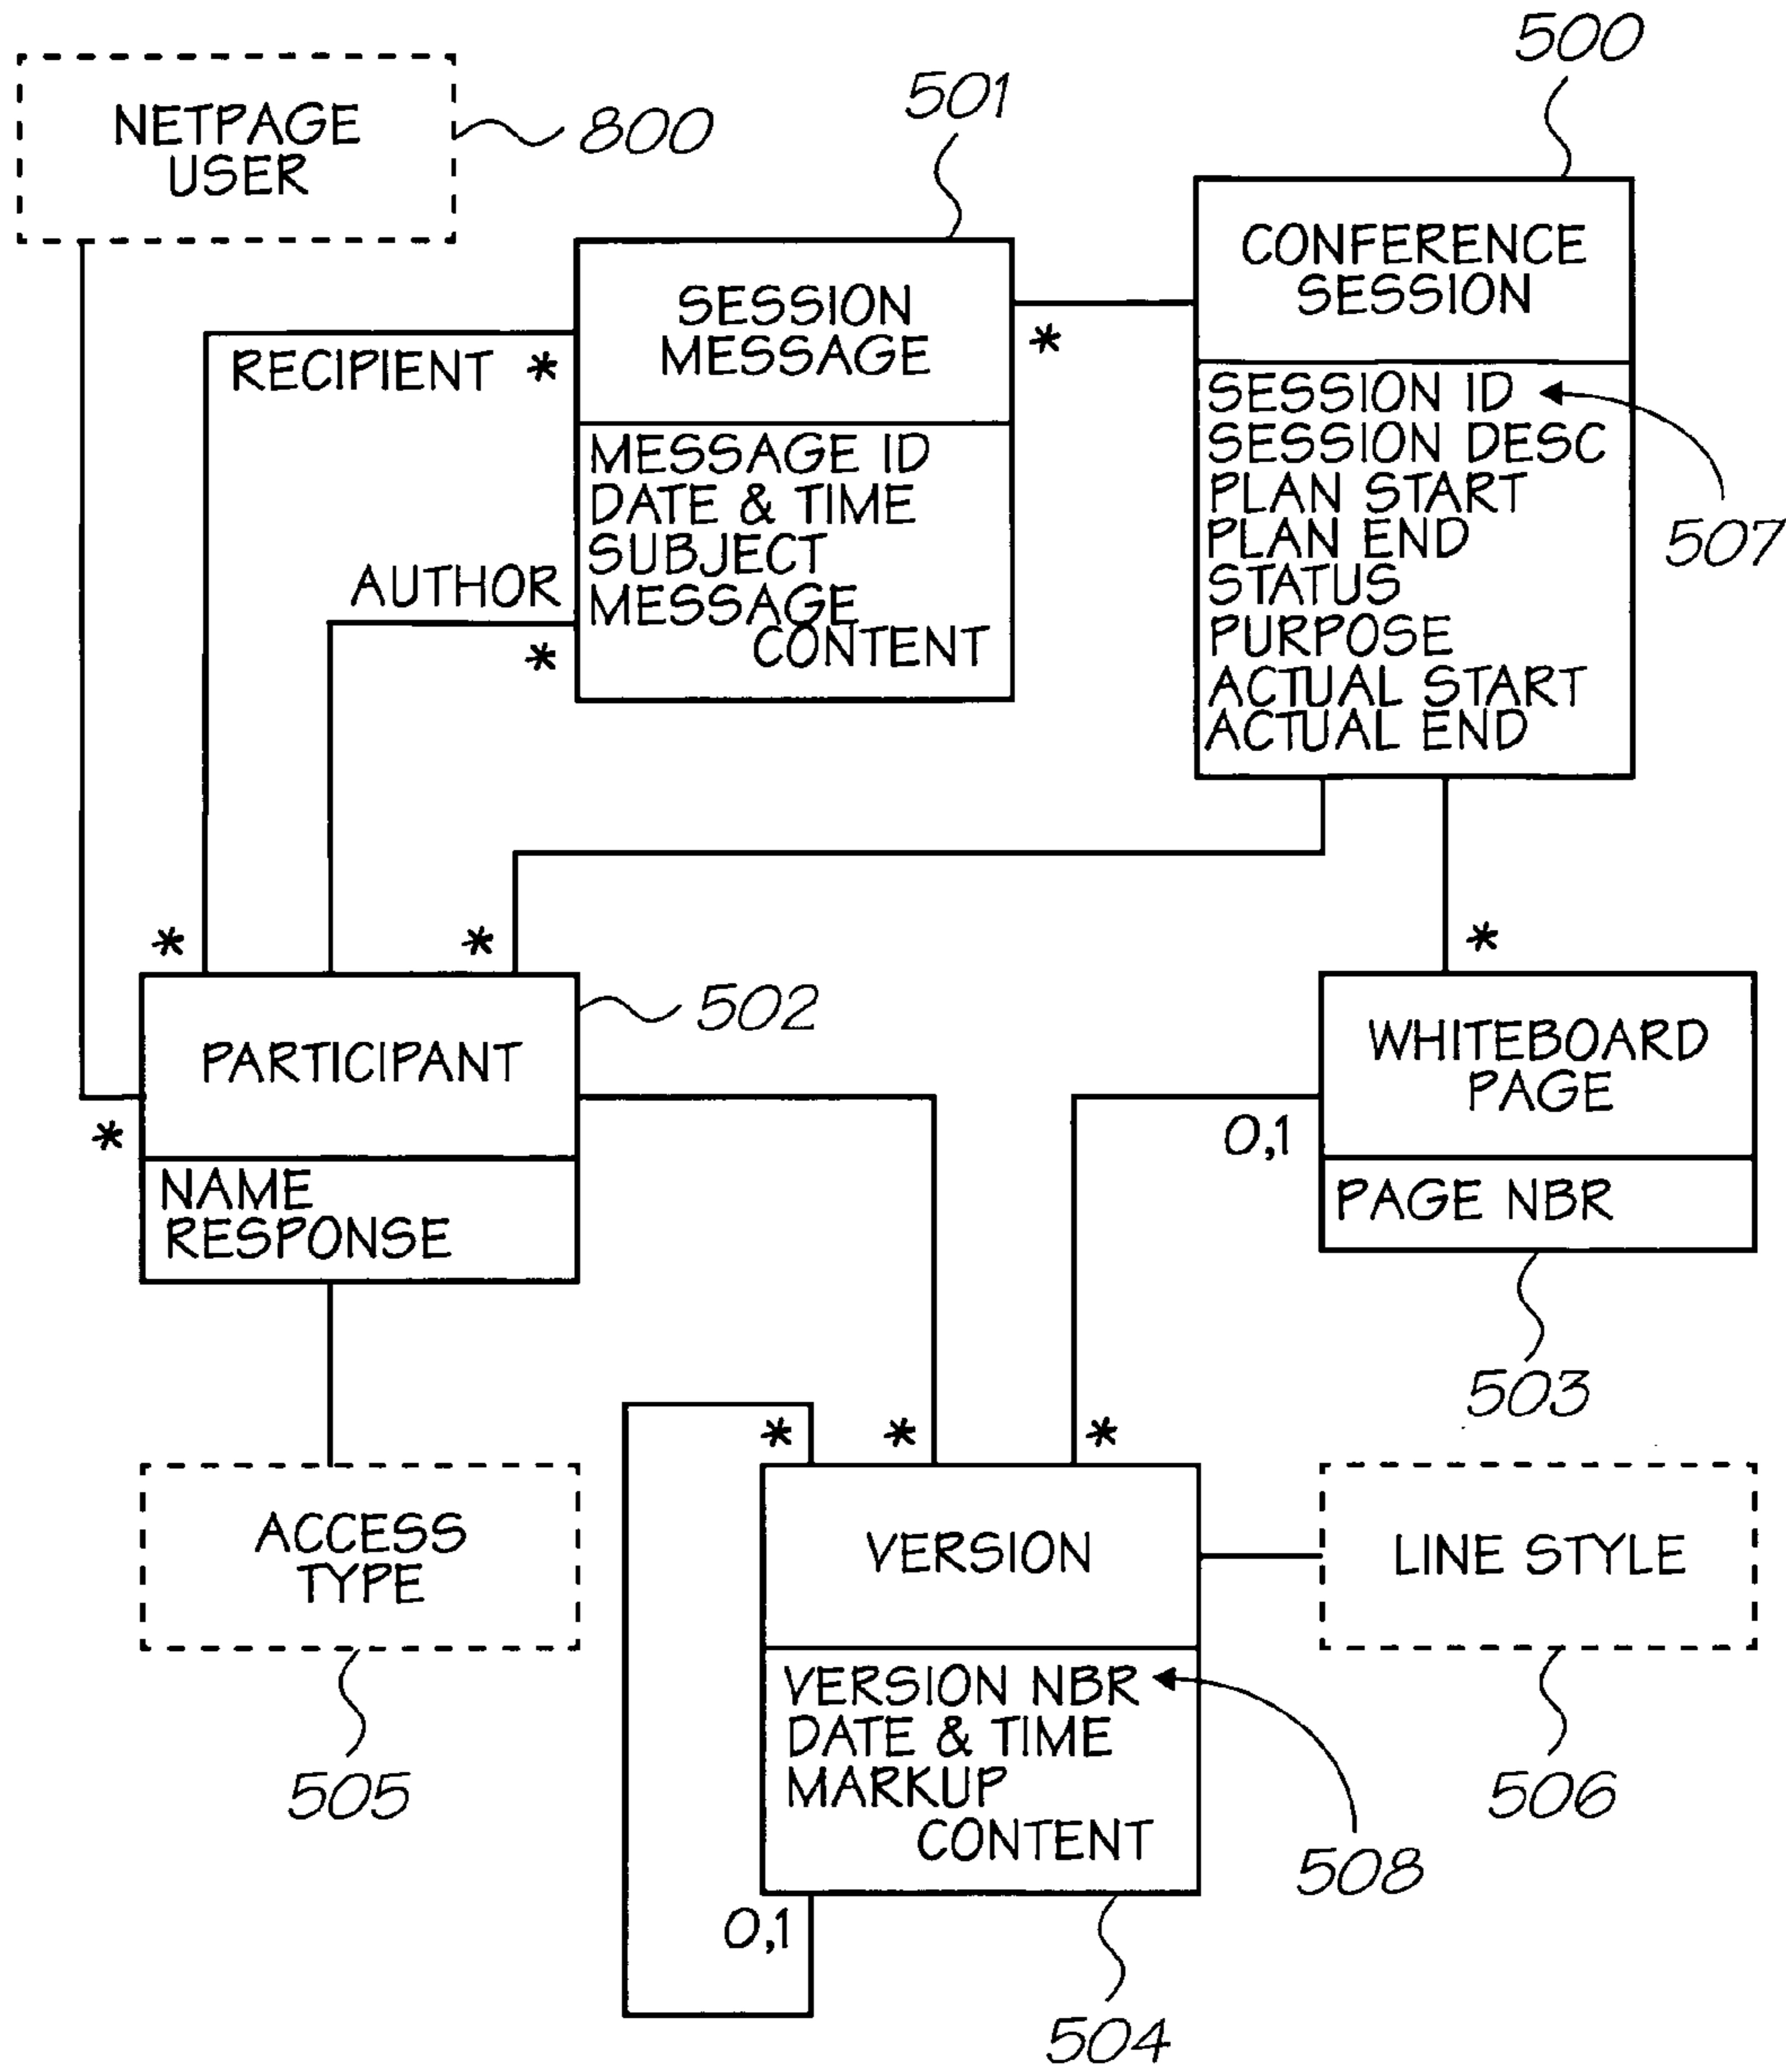 500
501
NETPAGE
USER
800
CONFERENCE
SESSION
SESSION
MESSAGE
*
RECIPIENT *
SESSION ID
SESSION DESC
PLAN START
PLAN END
STATUS
PURPOSE
ACTUAL START
ACTUAL END
507
MESSAGE ID
DATE & TIME
SUBJECT
MESSAGE
CONTENT
AUTHOR
*
*
*
*
502
PARTICIPANT
WHITEBOARD
PAGE
*
0,1
NAME
RESPONSE
PAGE NBR
503
*
*
*
ACCESS
TYPE
VERSION
LINE STYLE
VERSION NBR
DATE & TIME
MARKUP
CONTENT
505
506
508
0,1
504